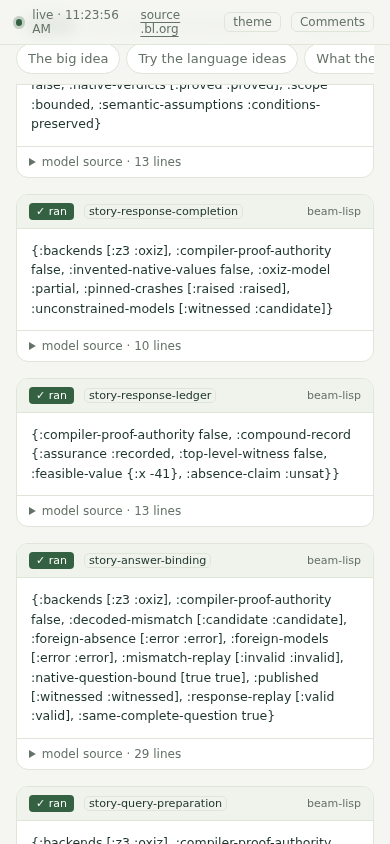 live · 11:23:56 AM
source .bl.org
theme
Comments
The big idea
Try the language ideas
What the
false, :native-verdicts [:proved :proved], :scope
:bounded, :semantic-assumptions :conditions-
preserved}
▶ model source · 13 lines
✓ ran story-response-completion beam-lisp
{:backends [:z3 :oxiz], :compiler-proof-authority
false, :invented-native-values false, :oxiz-model
:partial, :pinned-crashes [:raised :raised],
:unconstrained-models [:witnessed :candidate]}
▶ model source · 10 lines
✓ ran story-response-ledger beam-lisp
{:compiler-proof-authority false, :compound-record
{:assurance :recorded, :top-level-witness false,
:feasible-value {:x -41}, :absence-claim :unsat}}
▶ model source · 13 lines
✓ ran story-answer-binding beam-lisp
{:backends [:z3 :oxiz], :compiler-proof-authority
false, :decoded-mismatch [:candidate :candidate],
:foreign-absence [:error :error], :foreign-models
[:error :error], :mismatch-replay [:invalid :invalid],
:native-question-bound [true true], :published
[:witnessed :witnessed], :response-replay [:valid
:valid], :same-complete-question true}
▶ model source · 29 lines
✓ ran story-query-preparation beam-lisp
{:backends [:z3 :oxiz], :compiler-proof-authority